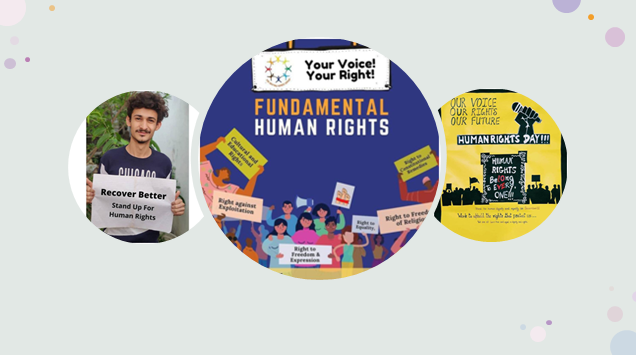 CHICAGO
Recover Better
Stand Up For
Human Rights
Your Voice!
Your Right!
FUNDAMENTAL
HUMAN RIGHTS
Cultural and
Educational
Rights
Right to
Constitutional
Remedies
Right against
Exploitation
Right to
Equality.
Right to Freedom
of Religion
Right to
Freedom &
Expression
OUR VOICE
OUR RIGHTS
OUR FUTURE
HUMAN RIGHTS DAY!!!
HUMAN
RIGHTS
BeloNG
to EVERY
ONE!!!